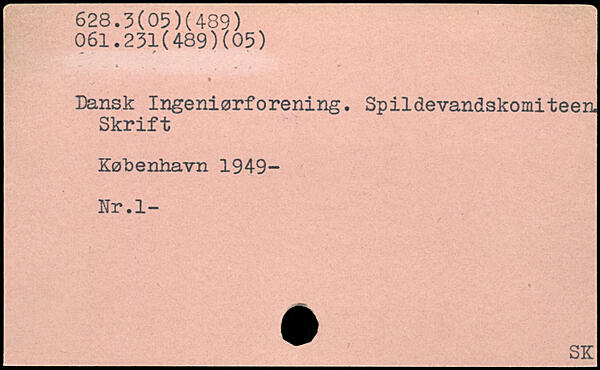 628.3(05)(489)
061.231(489)(05)
Dansk Ingeniørforening. Spildevandskomiteen.
Skrift
København 1949-
Nr.1-
SK